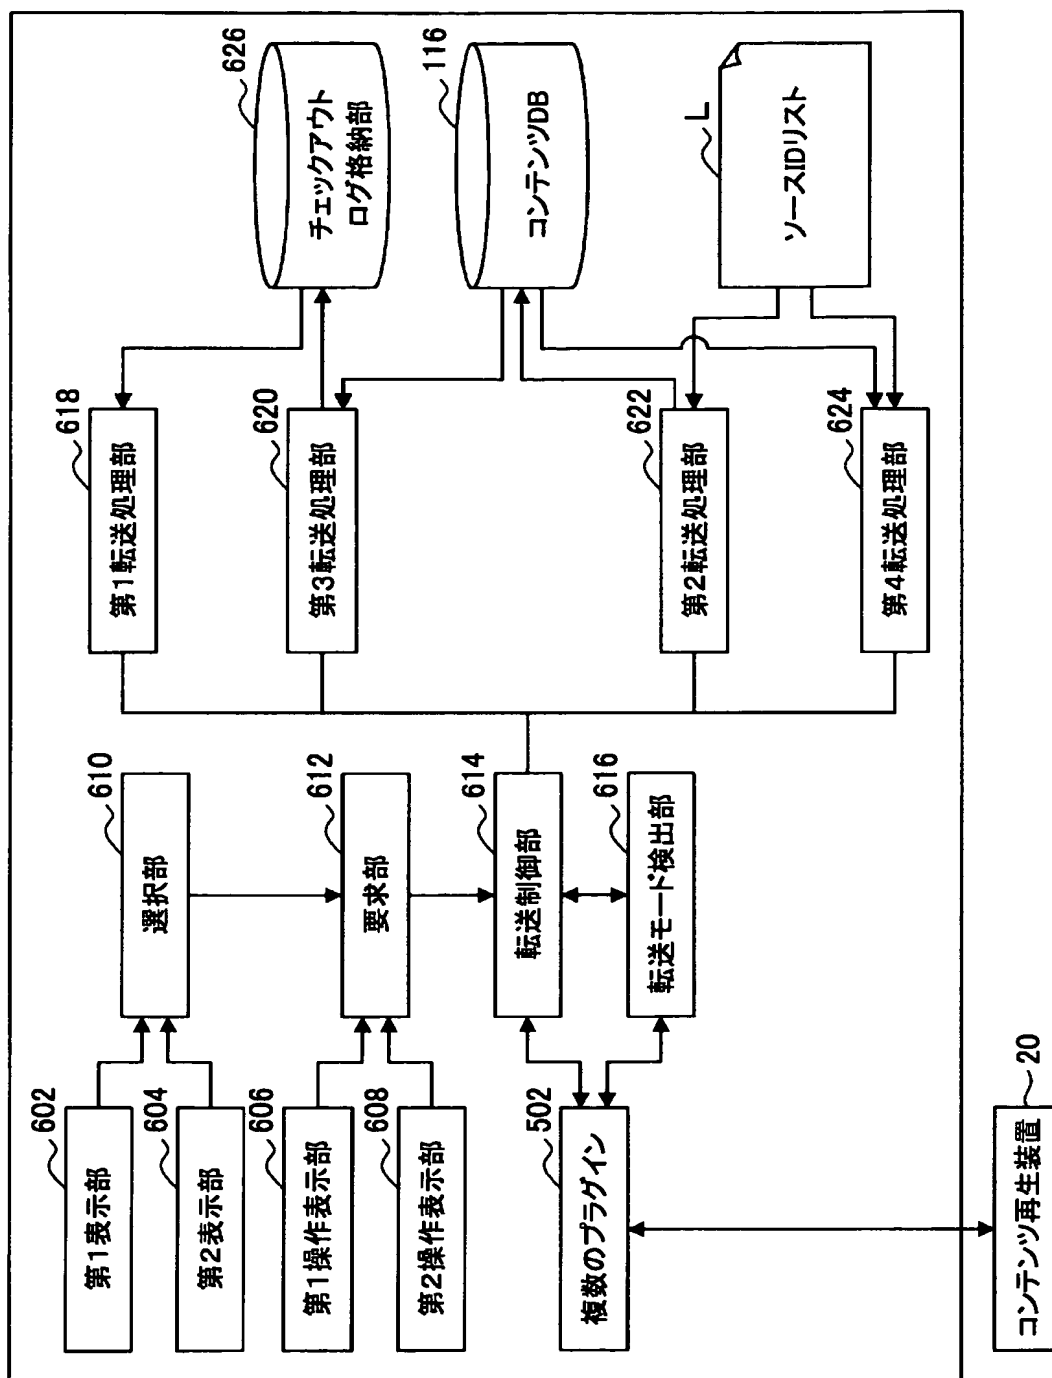 602
第1表示部
604
第2表示部
606
第1操作表示部
608
第2操作表示部
502
複数のプラグイン
20
コンテンツ再生装置
610
選択部
612
要求部
614
転送制御部
616
転送モード検出部
618
第1転送処理部
620
第3転送処理部
622
第2転送処理部
624
第4転送処理部
626
チェックアウト
ログ格納部
116
コンテンツDB
L
ソースIDリスト